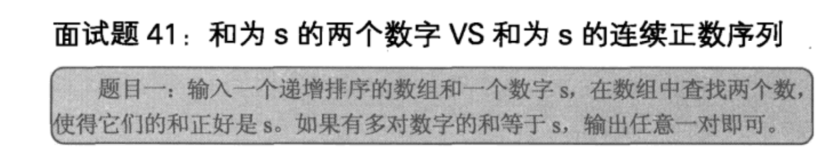 面试题 41：和为 s 的两个数字 VS 和为 s 的连续正数序列
题目一：输入一个递增排序的数组和一个数字 s，在数组中查找两个数，
使得它们的和正好是 s。如果有多对数字的和等于 s，输出任意一对即可。